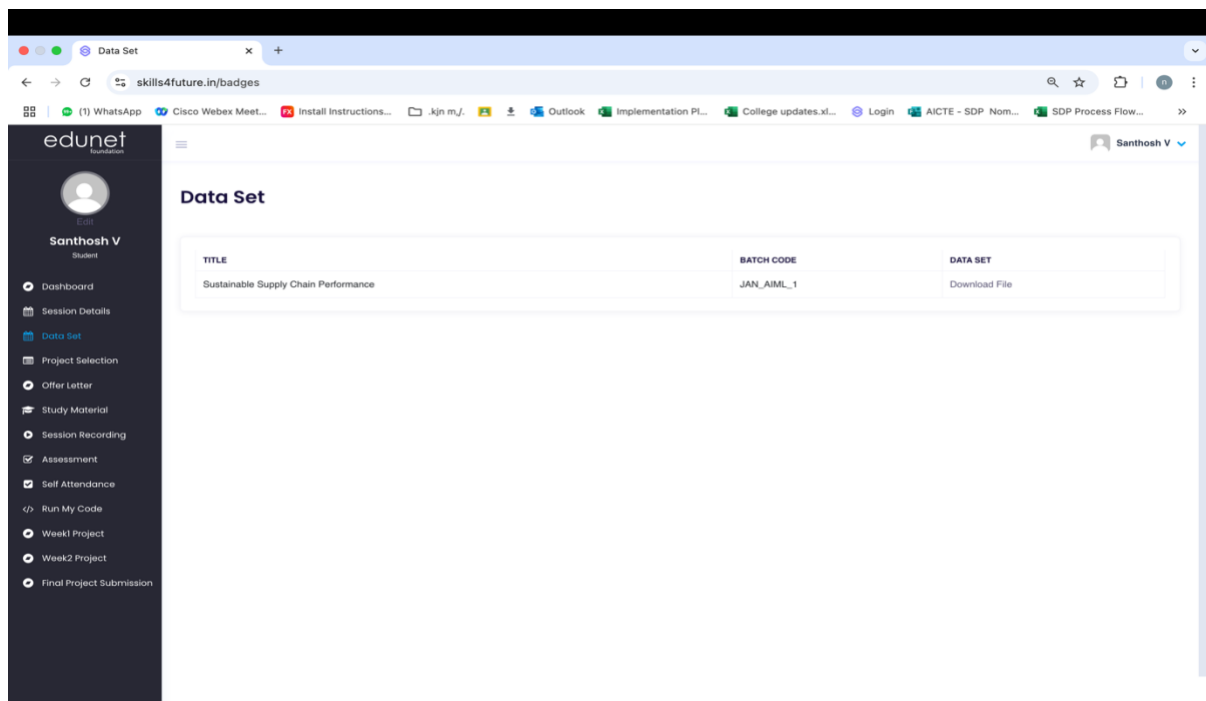 Data Set
skills4future.in/badges
n
(1) WhatsApp
Cisco Webex Meet...
FX
Install Instructions...
.kjn m,/.
Outlook
Implementation Pl...
College updates.xl...
Login
AICTE - SDP Nom...
SDP Process Flow...
edunet
foundation
Santhosh V
Edit
Santhosh V
Student
Dashboard
Session Details
Data Set
Project Selection
Offer Letter
Study Material
Session Recording
Assessment
Self Attendance
Run My Code
Week1 Project
Week2 Project
Final Project Submission
Data Set
TITLE BATCH CODE DATA SET
Sustainable Supply Chain Performance JAN_AIML_1 Download File